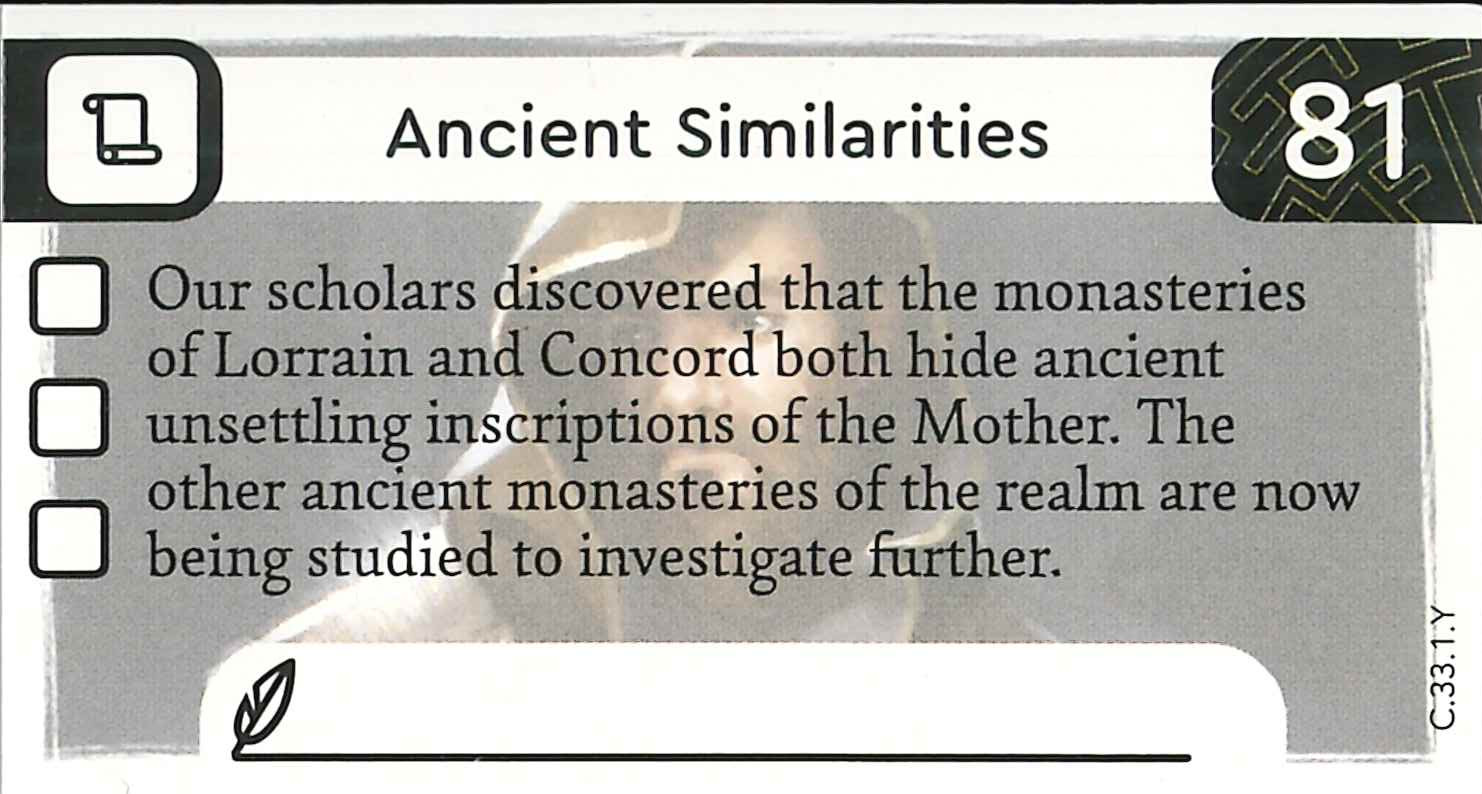 Ancient Similarities
81
Our scholars discovered that the monasteries
of Lorrain and Concord both hide ancient
unsettling inscriptions of the Mother. The
other ancient monasteries of the realm are now
being studied to investigate further.
C.33.1.Y